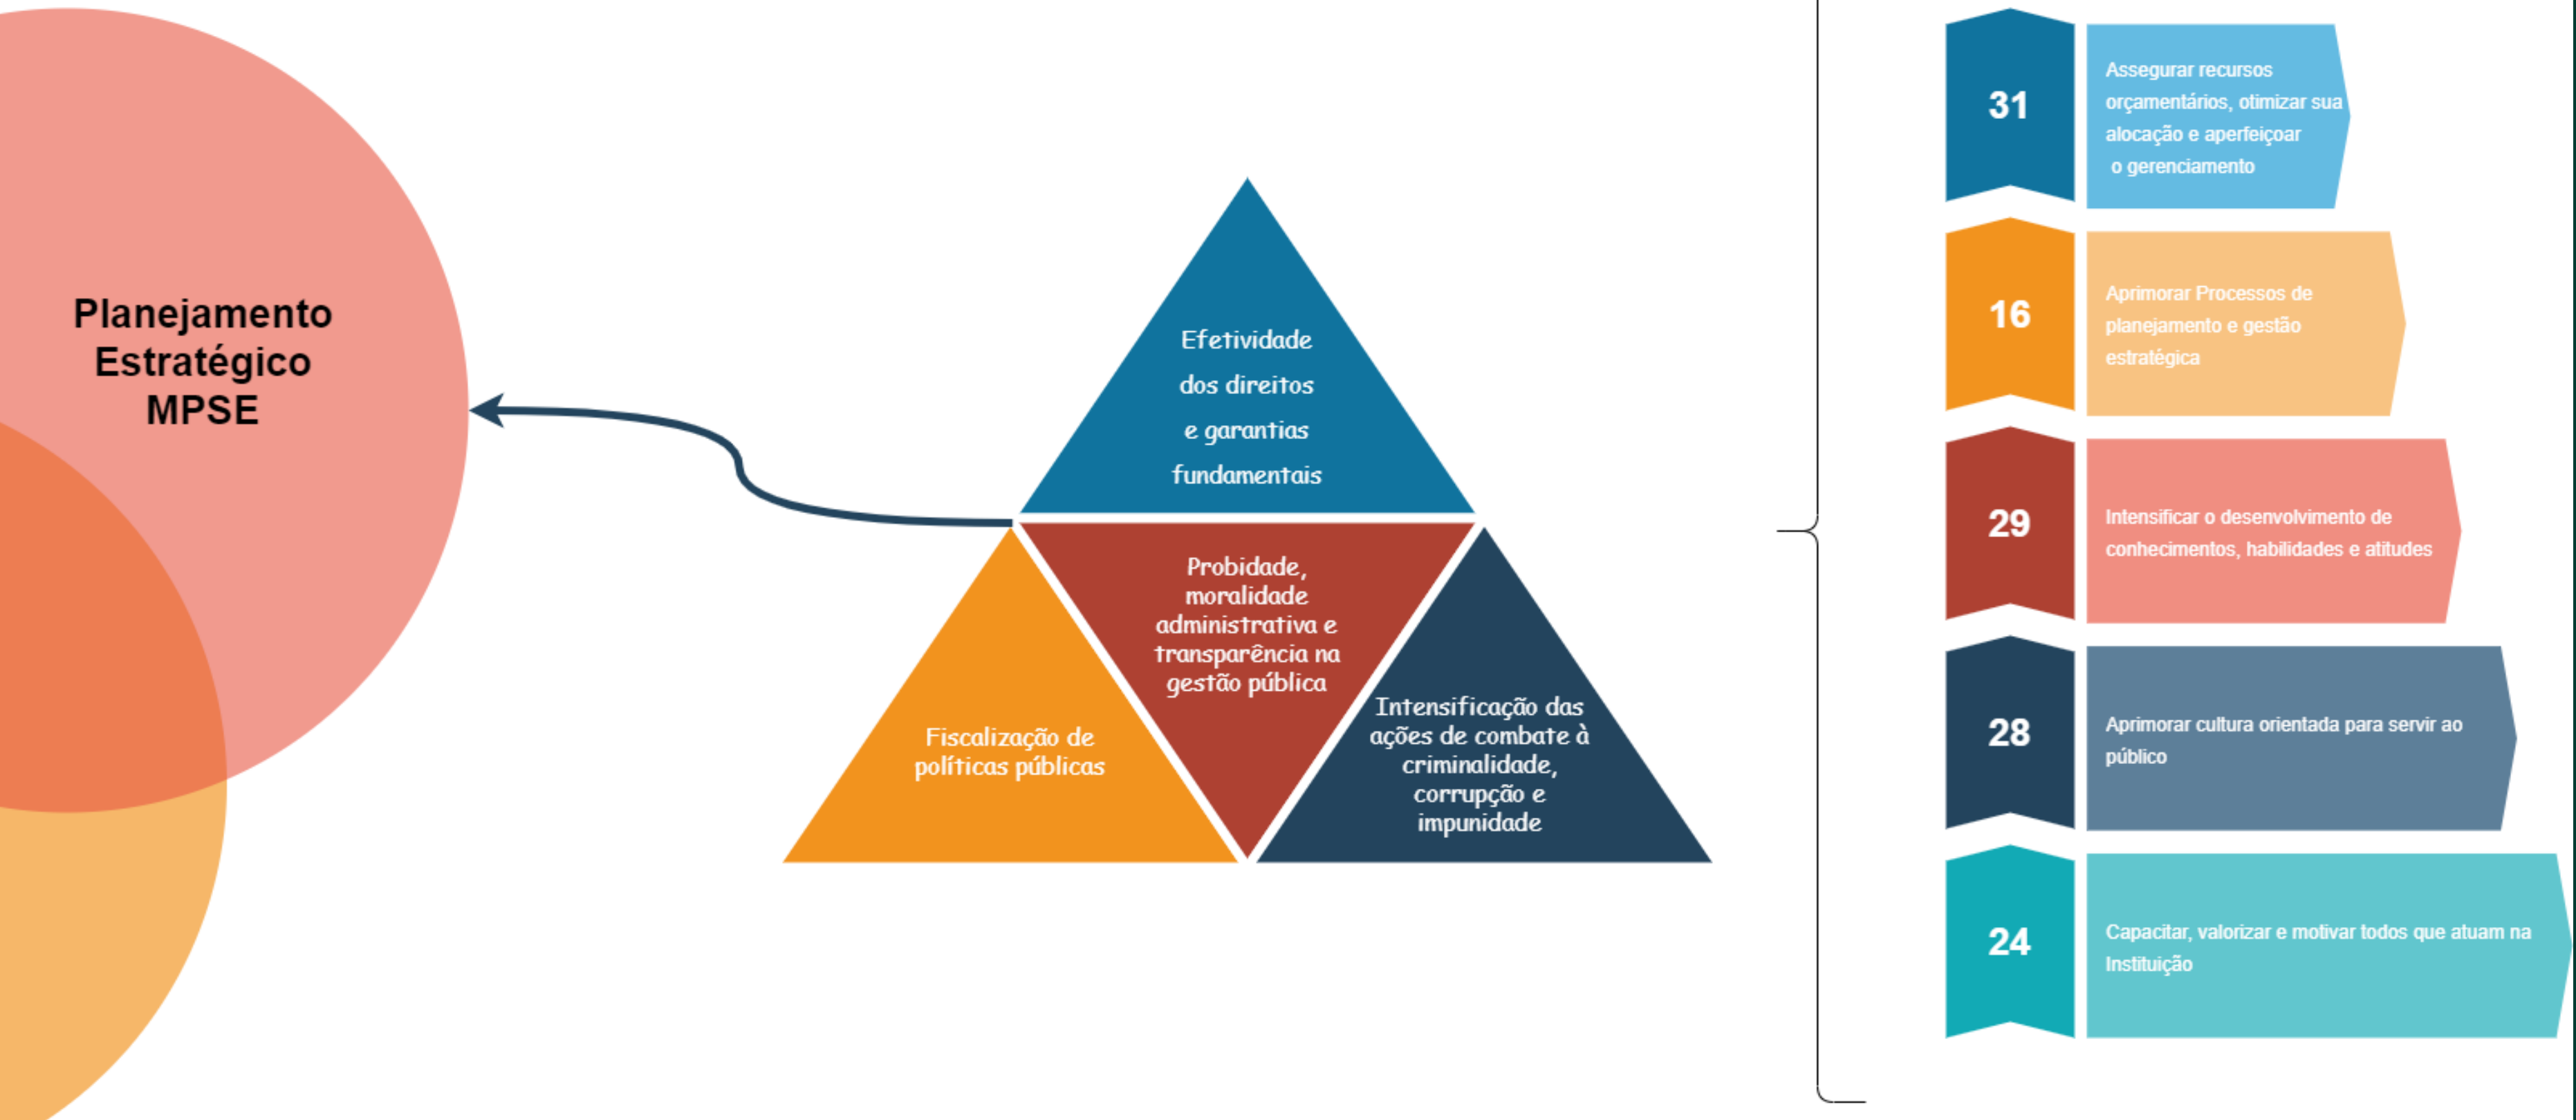 Planejamento
Estratégico
MPSE
Efetividade
dos direitos
e garantias
fundamentais
Probidade,
moralidade
administrativa e
transparência na
gestão pública
Fiscalização de
políticas públicas
Intensificação das
ações de combate à
criminalidade,
corrupção e
impunidade
31
Assegurar recursos
orçamentários, otimizar sua
alocação e aperfeiçoar
o gerenciamento
16
Aprimorar Processos de
planejamento e gestão
estratégica
29
Intensificar o desenvolvimento de
conhecimentos, habilidades e atitudes
28
Aprimorar cultura orientada para servir ao
público
24
Capacitar, valorizar e motivar todos que atuam na
Instituição